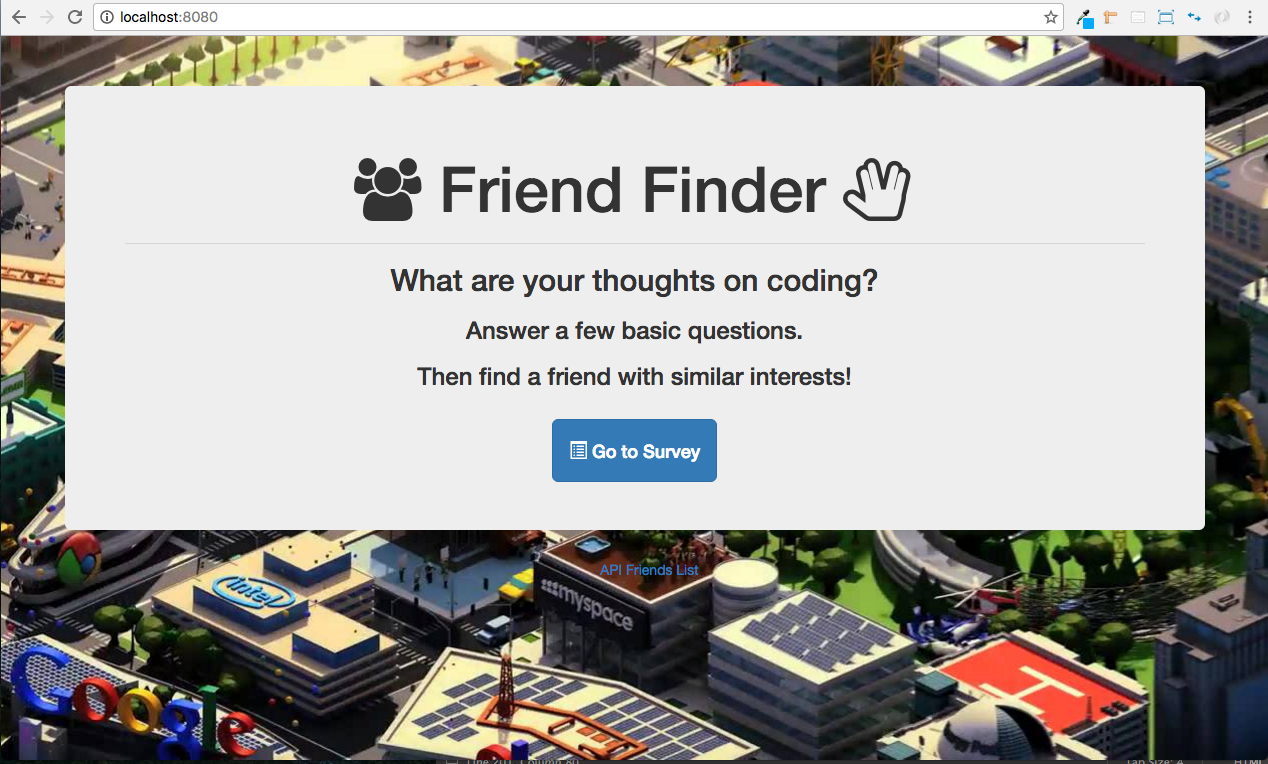 localhost:8080
Friend Finder
What are your thoughts on coding?
Answer a few basic questions.
Then find a friend with similar interests!
Go to Survey
API Friends List
intel
myspace
Google